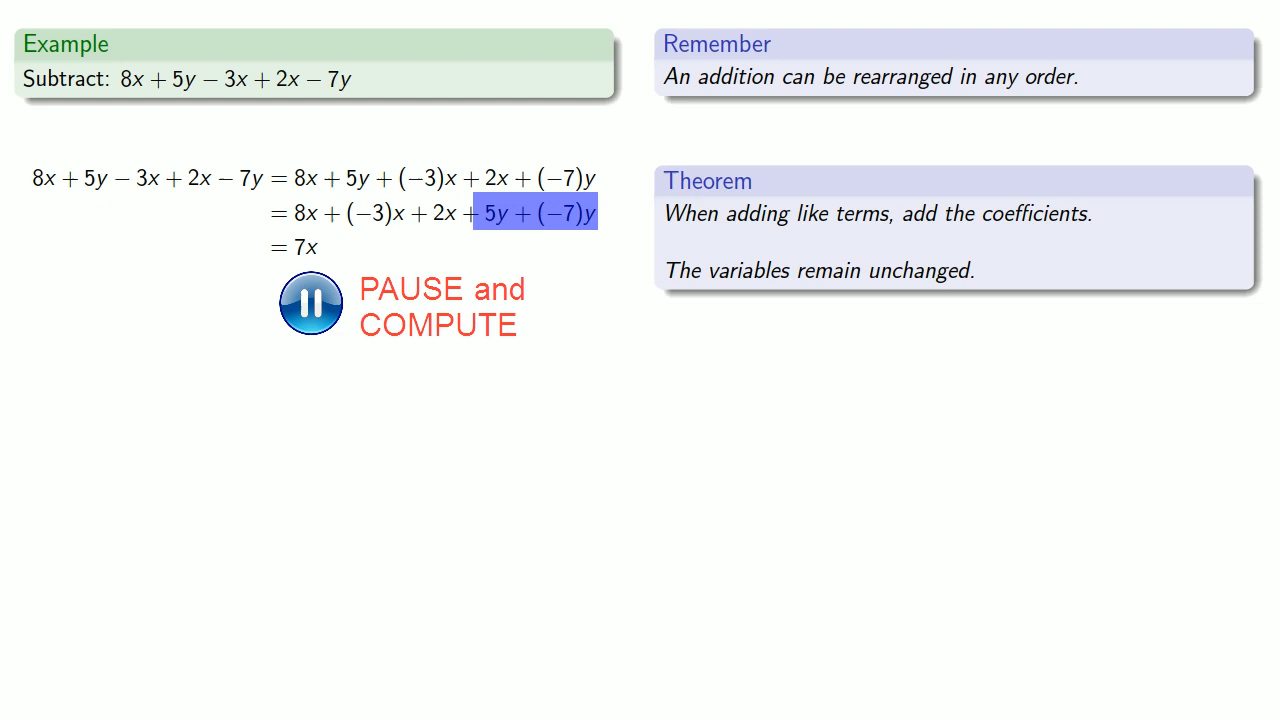 Example
Subtract: 8x + 5y − 3x + 2x − 7y
Remember
An addition can be rearranged in any order.
8x + 5y − 3x + 2x − 7y = 8x + 5y + (−3)x + 2x + (−7)y
= 8x + (−3)x + 2x + 5y + (−7)y
= 7x
PAUSE and
COMPUTE
Theorem
When adding like terms, add the coefficients.
The variables remain unchanged.